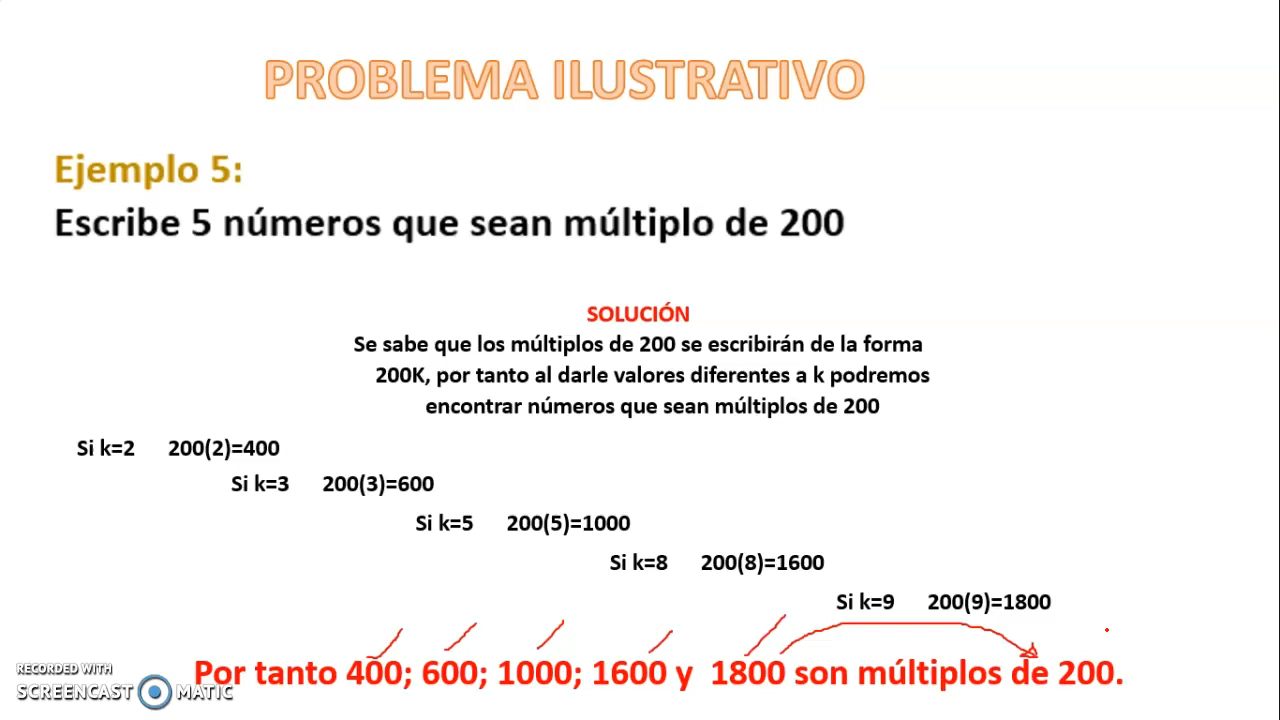 PROBLEMA ILUSTRATIVO
Ejemplo 5:
Escribe 5 números que sean múltiplo de 200
SOLUCIÓN
Se sabe que los múltiplos de 200 se escribirán de la forma
200K, por tanto al darle valores diferentes a k podremos
encontrar números que sean múltiplos de 200
Si k=2 200(2)=400
Si k=3 200(3)=600
Si k=5 200(5)=1000
Si k=8 200(8)=1600
Si k=9 200(9)=1800
Por tanto 400; 600; 1000; 1600 y 1800 son múltiplos de 200.
RECORDED WITH
SCREENCAST MATIC